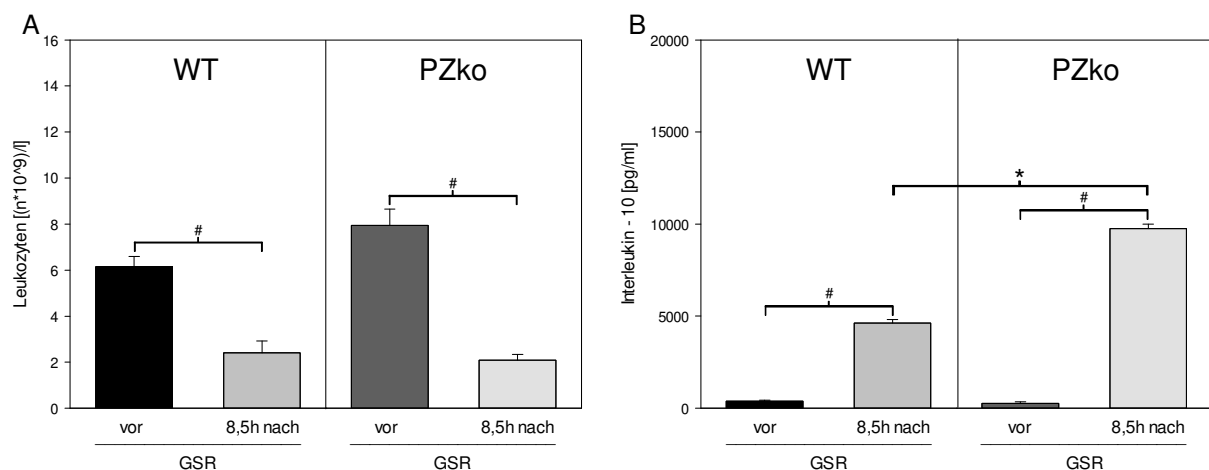 A
Leukozyten [(n*10^9)/l]
16
14
12
10
8
6
4
2
0
WT
PZko
#
#
vor
8,5h nach
vor
8,5h nach
GSR
GSR
B
Interleukin - 10 [pg/ml]
20000
15000
10000
5000
0
WT
PZko
*
#
#
vor
8,5h nach
vor
8,5h nach
GSR
GSR